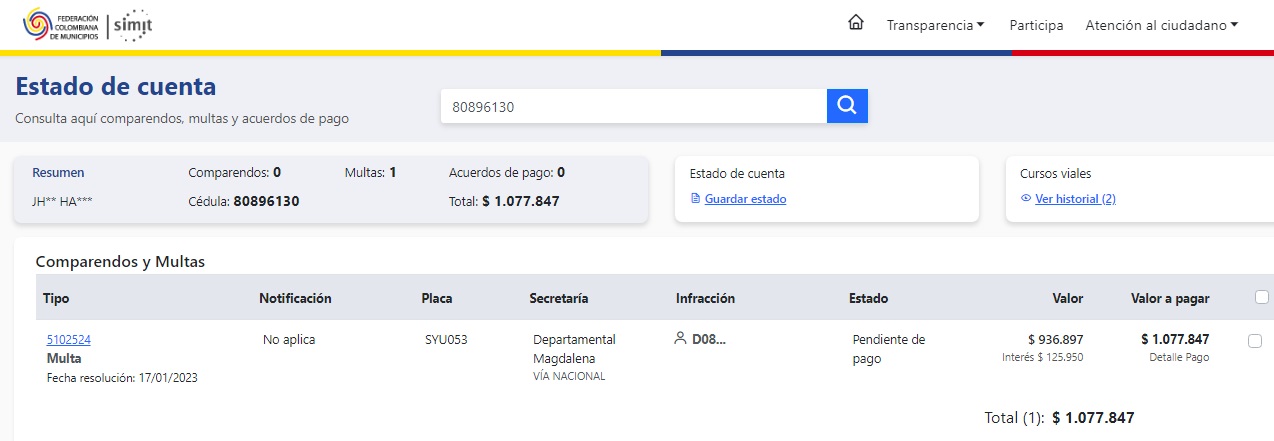 FEDERACIÓN
COLOMBIANA
DE MUNICIPIOS
simit
Transparencia
Participa
Atención al ciudadano
Estado de cuenta
Consulta aquí comparendos, multas y acuerdos de pago
80896130
Resumen
Comparendos: 0
Multas: 1
Acuerdos de pago: 0
JH** HA***
Cédula: 80896130
Total: $ 1.077.847
Estado de cuenta
Guardar estado
Cursos viales
Ver historial (2)
Comparendos y Multas
Tipo Notificación Placa Secretaría Infracción Estado Valor Valor a pagar
5102524 No aplica SYU053 Departamental D08... Pendiente de $ 936.897 $ 1.077.847
Multa Magdalena pago Interés $ 125.950 Detalle Pago
Fecha resolución: 17/01/2023 VÍA NACIONAL
Total (1): $ 1.077.847